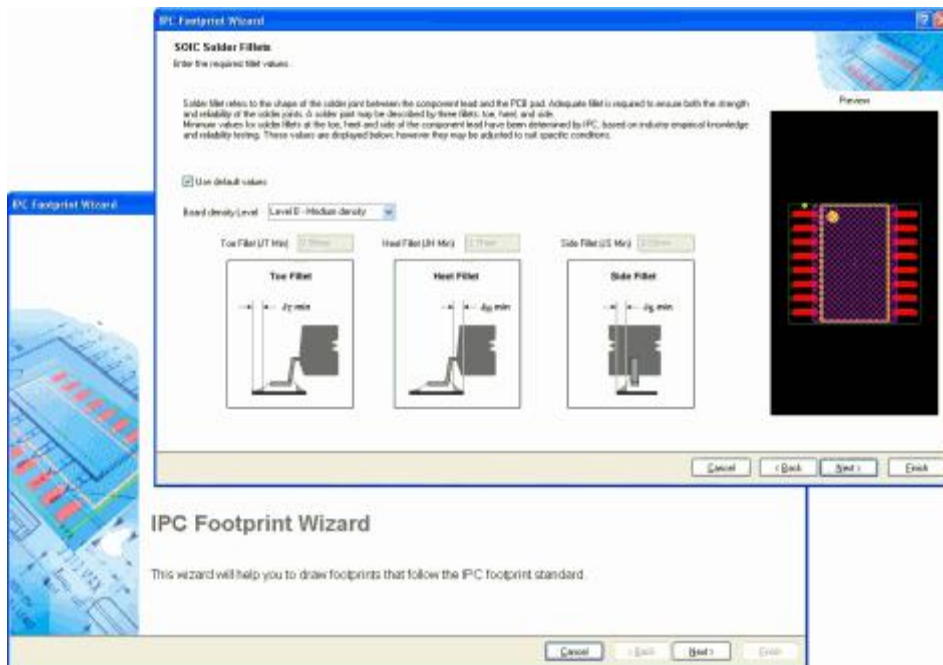 IPC Footprint Wizard
SOIC Solder Fillets
Enter the required fillet values.
Solder fillet refers to the shape of the solder joint between the component lead and the PCB pad. Adequate fillet is required to ensure both the strength
and reliability of the solder joints. A solder joint may be described by three fillets: toe, heel, and side.
Minimum values for solder fillets at the toe, heel and side of the component lead have been determined by IPC, based on industry empirical knowledge
and reliability testing. These values are displayed below, however they may be adjusted to suit specific conditions.
Preview
Use default values
Board density Level Level B - Medium density
Toe Fillet (JT Min) Heel Fillet (JH Min) Side Fillet (JS Min)
Toe Fillet Heel Fillet Side Fillet
JT min JH min JS min
Cancel < Back Next > Finish
IPC Footprint Wizard
IPC Footprint Wizard
This wizard will help you to draw footprints that follow the IPC footprint standard.
Cancel < Back Next > Finish